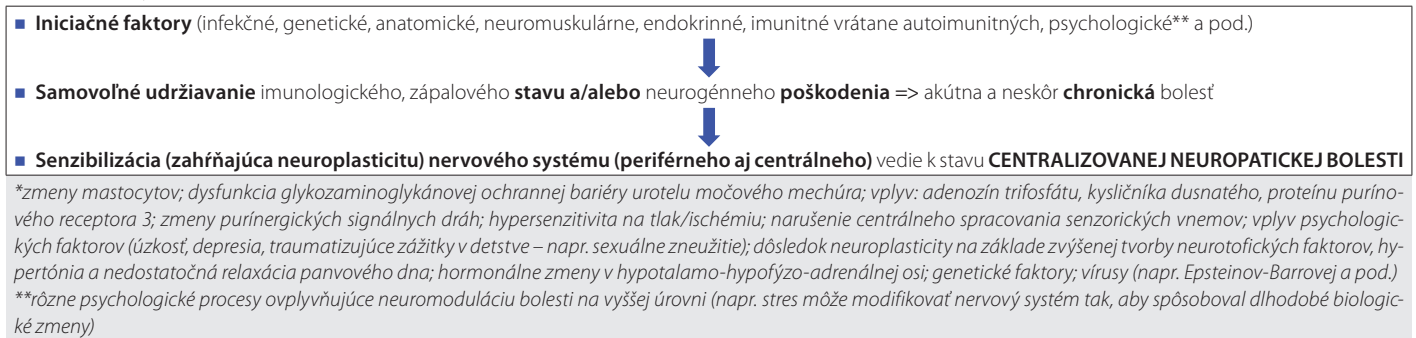 ■ Iniciačné faktory (infekčné, genetické, anatomické, neuromuskulárne, endokrinné, imunitné vrátane autoimunitných, psychologické** a pod.)
■ Samovoľné udržiavanie imunologického, zápalového stavu a/alebo neurogénneho poškodenia => akútna a neskôr chronická bolesť
■ Senzibilizácia (zahŕňajúca neuroplasticitu) nervového systému (periférneho aj centrálneho) vedie k stavu CENTRALIZOVANEJ NEUROPATICKEJ BOLESTI
*zmeny mastocytov; dysfunkcia glykozaminoglykánovej ochrannej bariéry urotelu močového mechúra; vplyv: adenozín trifosfátu, kysličníka dusnatého, proteínu puríno-
vého receptora 3; zmeny purínergických signálnych dráh; hypersenzitivita na tlak/ischémiu; narušenie centrálneho spracovania senzorických vnemov; vplyv psychologic-
kých faktorov (úzkosť, depresia, traumatizujúce zážitky v detstve – napr. sexuálne zneužitie); dôsledok neuroplasticity na základe zvýšenej tvorby neurotofických faktorov, hy-
pertónia a nedostatočná relaxácia panvového dna; hormonálne zmeny v hypotalamo-hypofýzo-adrenálnej osi; genetické faktory; vírusy (napr. Epsteinov-Barrovej a pod.)
**rôzne psychologické procesy ovplyvňujúce neuromoduláciu bolesti na vyššej úrovni (napr. stres môže modifikovať nervový systém tak, aby spôsoboval dlhodobé biologic-
ké zmeny)